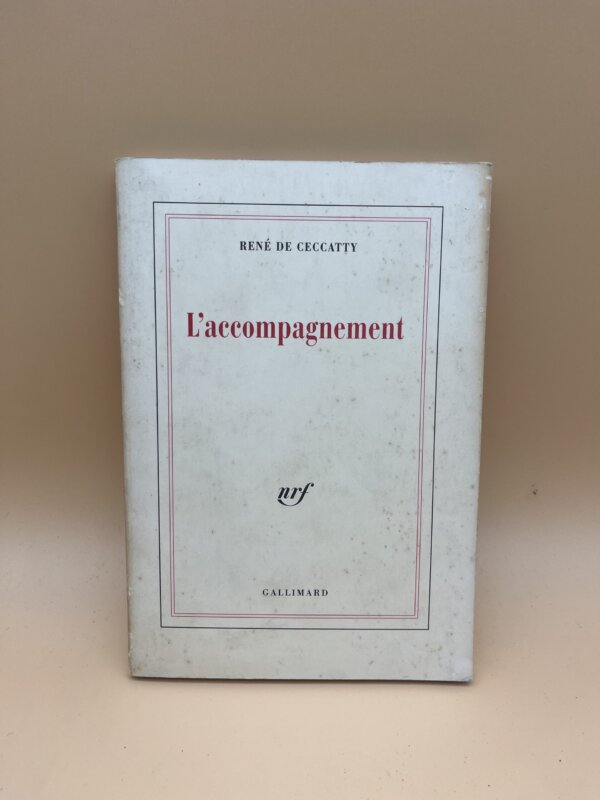 RENÉ DE CECCATTY
L'accompagnement
nrf
GALLIMARD